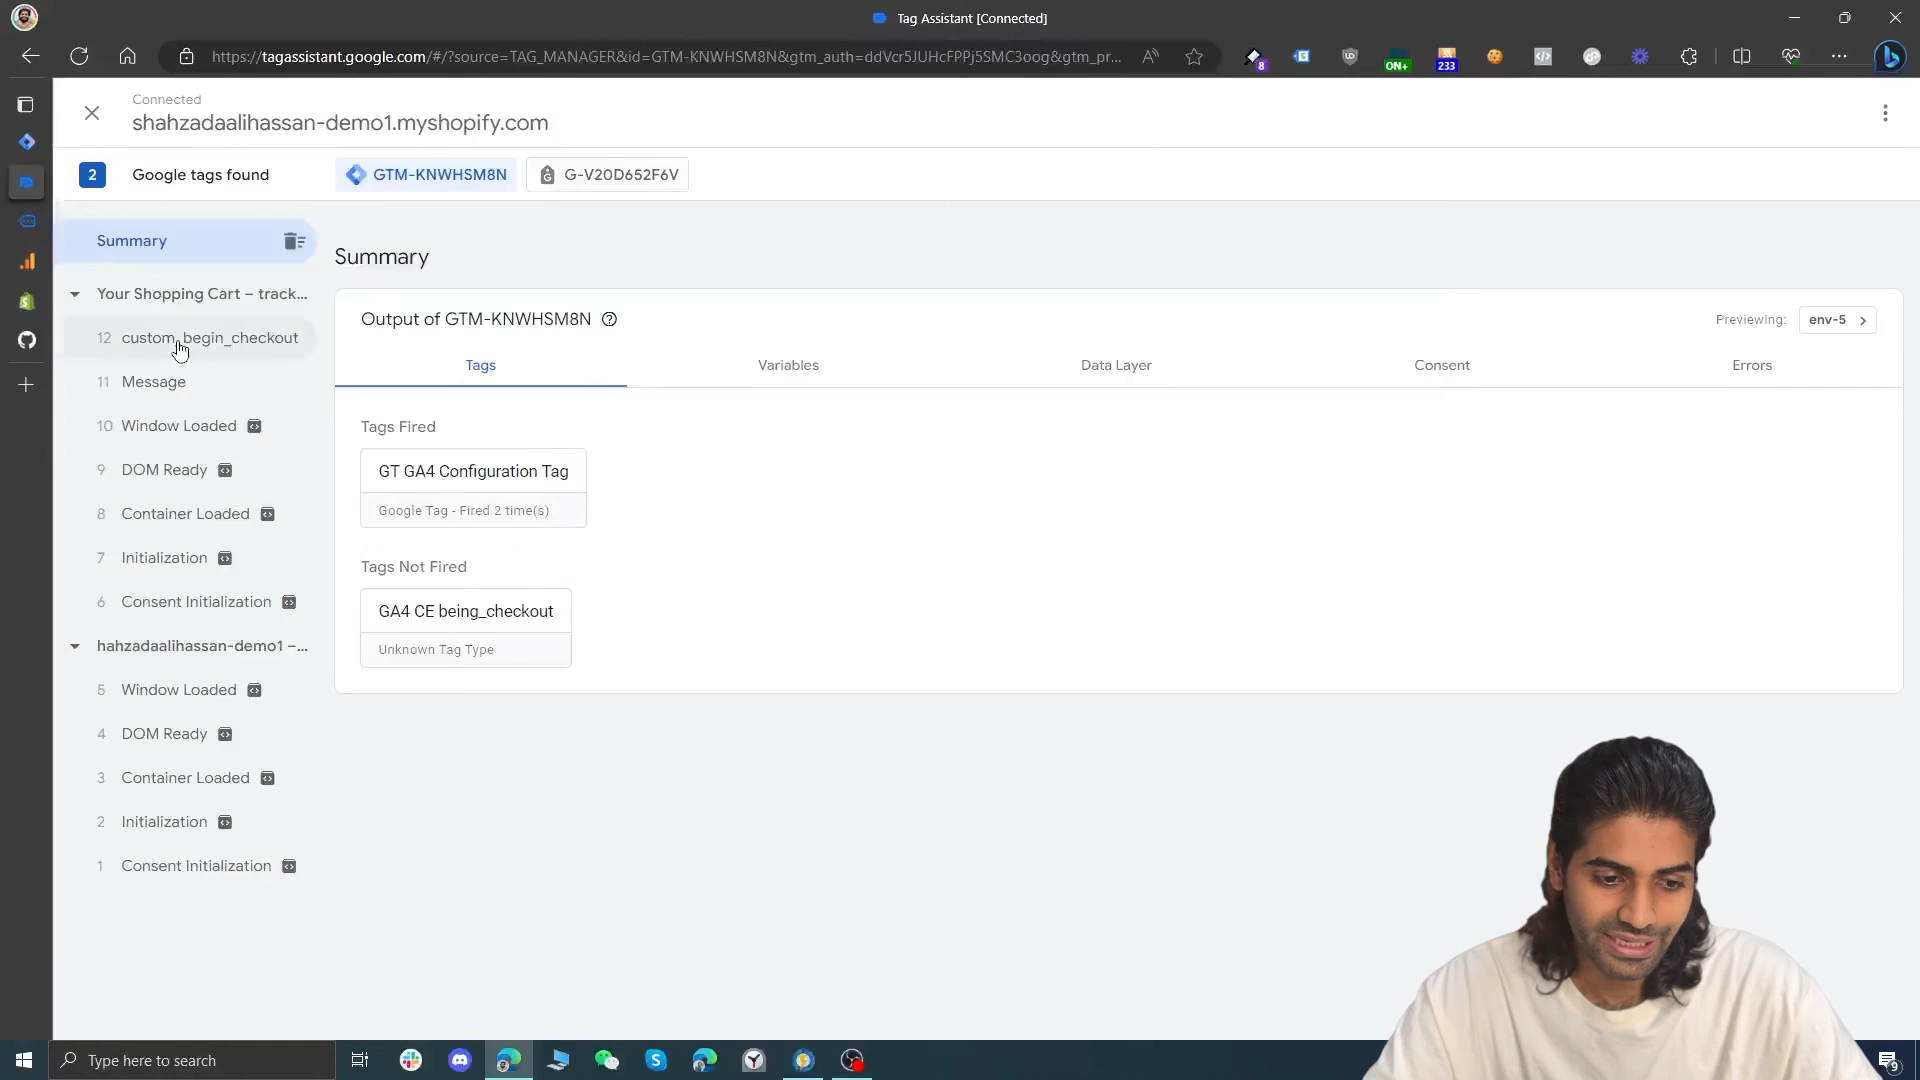 Tag Assistant [Connected]
https://tagassistant.google.com/#/?source=TAG_MANAGER&id=GTM-KNWHSM8N&gtm_auth=ddVcr5JUHcFPPj5SMC3oog&gtm_pr...
8
ON+
233
Connected
shahzadaalihassan-demo1.myshopify.com
2 Google tags found GTM-KNWHSM8N G-V20D652F6V
Summary
Your Shopping Cart – track...
12 custom_begin_checkout
11 Message
10 Window Loaded
9 DOM Ready
8 Container Loaded
7 Initialization
6 Consent Initialization
hahzadaalihassan-demo1 –...
5 Window Loaded
4 DOM Ready
3 Container Loaded
2 Initialization
1 Consent Initialization
Summary
Output of GTM-KNWHSM8N
Previewing: env-5
Tags Variables Data Layer Consent Errors
Tags Fired
GT GA4 Configuration Tag
Google Tag - Fired 2 time(s)
Tags Not Fired
GA4 CE being_checkout
Unknown Tag Type
Type here to search
9